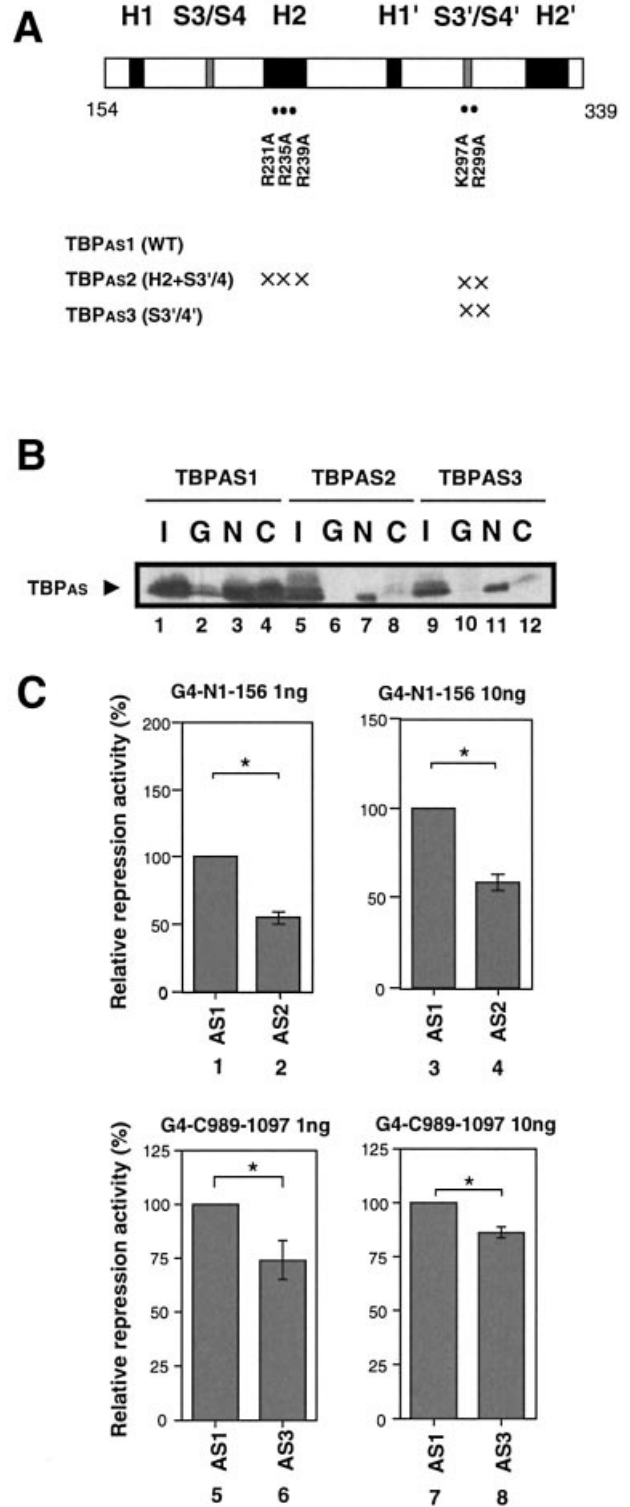 A
H1 S3/S4 H2 H1' S3'/S4' H2'
154 339
R231A
R235A
R239A
K297A
R299A
TBPAS1 (WT)
TBPAS2 (H2+S3'/4) ××× ××
TBPAS3 (S3'/4') ××
B
TBPAS1 TBPAS2 TBPAS3
I G N C I G N C I G N C
TBPAS ►
1 2 3 4 5 6 7 8 9 10 11 12
C
G4-N1-156 1ng
Relative repression activity (%)
200
150
100
50
0
*
AS1 AS2
1 2
G4-N1-156 10ng
150
100
50
0
*
AS1 AS2
3 4
G4-C989-1097 1ng
Relative repression activity (%)
125
100
75
50
25
0
*
AS1 AS3
5 6
G4-C989-1097 10ng
125
100
75
50
25
0
*
AS1 AS3
7 8